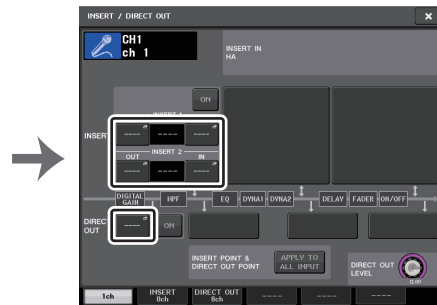 INSERT / DIRECT OUT
×
CH1
ch 1
INSERT IN
HA
ON
INSERT 1
INSERT
---- ---- ----
OUT INSERT 2 IN
---- ---- ----
DIGITAL GAIN HPF EQ DYNA1 DYNA2 DELAY FADER ON/OFF
DIRECT OUT
---- ON
INSERT POINT &
DIRECT OUT POINT
APPLY TO
ALL INPUT
DIRECT OUT
LEVEL
0.00
1ch INSERT 8ch DIRECT OUT 8ch ---- ---- ----